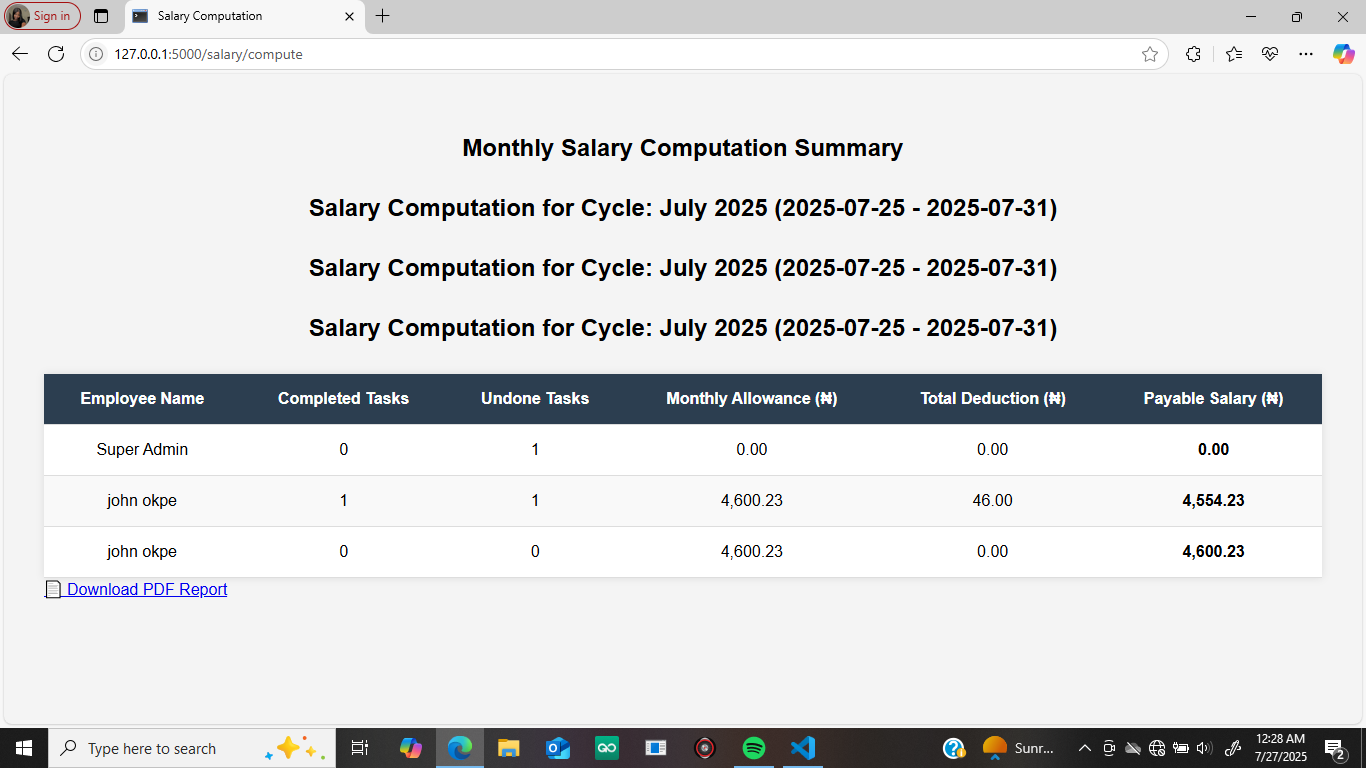 Sign in
Salary Computation
127.0.0.1:5000/salary/compute
Monthly Salary Computation Summary
Salary Computation for Cycle: July 2025 (2025-07-25 - 2025-07-31)
Salary Computation for Cycle: July 2025 (2025-07-25 - 2025-07-31)
Salary Computation for Cycle: July 2025 (2025-07-25 - 2025-07-31)
Employee Name Completed Tasks Undone Tasks Monthly Allowance (₦) Total Deduction (₦) Payable Salary (₦)
Super Admin 0 1 0.00 0.00 0.00
john okpe 1 1 4,600.23 46.00 4,554.23
john okpe 0 0 4,600.23 0.00 4,600.23
Download PDF Report
Type here to search
Sunr...
12:28 AM
7/27/2025
2